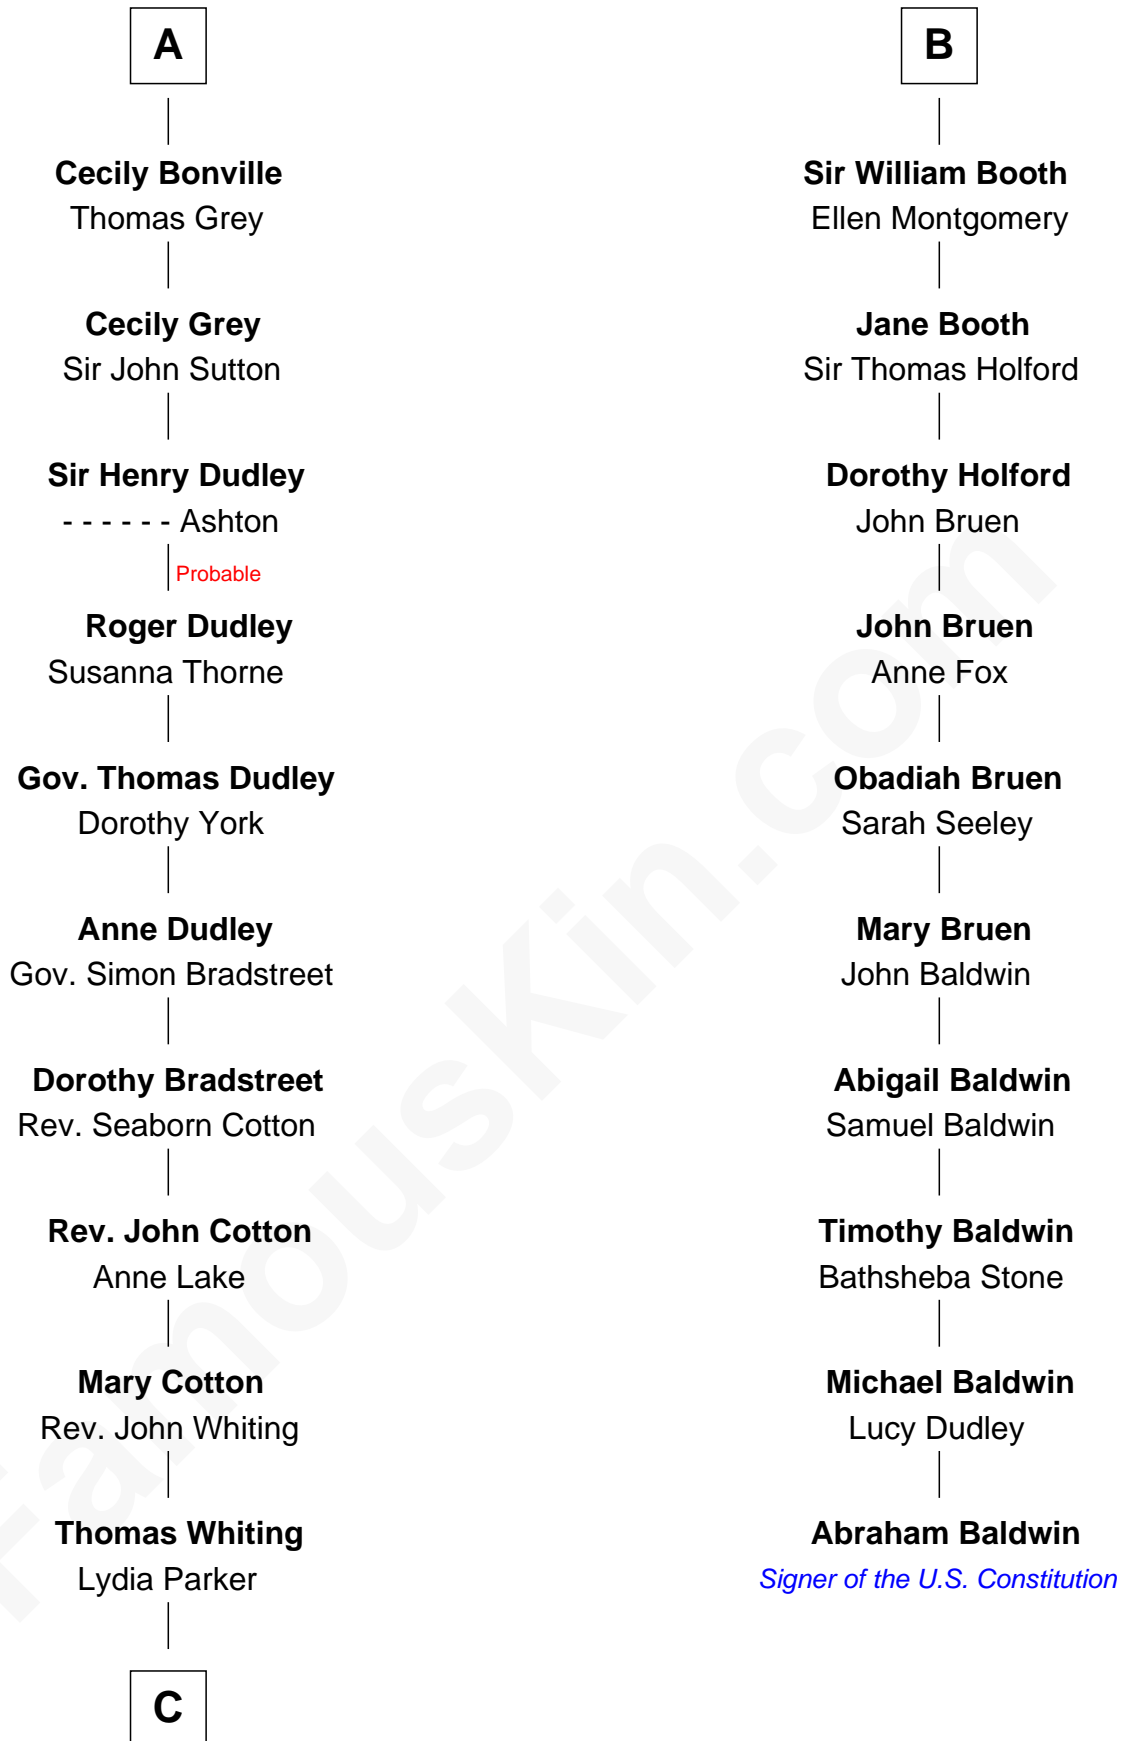 A
Cecily Bonville
Thomas Grey
Cecily Grey
Sir John Sutton
Sir Henry Dudley
- - - - - - Ashton
Probable
Roger Dudley
Susanna Thorne
Gov. Thomas Dudley
Dorothy York
Anne Dudley
Gov. Simon Bradstreet
Dorothy Bradstreet
Rev. Seaborn Cotton
Rev. John Cotton
Anne Lake
Mary Cotton
Rev. John Whiting
Thomas Whiting
Lydia Parker
C
B
Sir William Booth
Ellen Montgomery
Jane Booth
Sir Thomas Holford
Dorothy Holford
John Bruen
John Bruen
Anne Fox
Obadiah Bruen
Sarah Seeley
Mary Bruen
John Baldwin
Abigail Baldwin
Samuel Baldwin
Timothy Baldwin
Bathsheba Stone
Michael Baldwin
Lucy Dudley
Abraham Baldwin
Signer of the U.S. Constitution
FamousKin.com